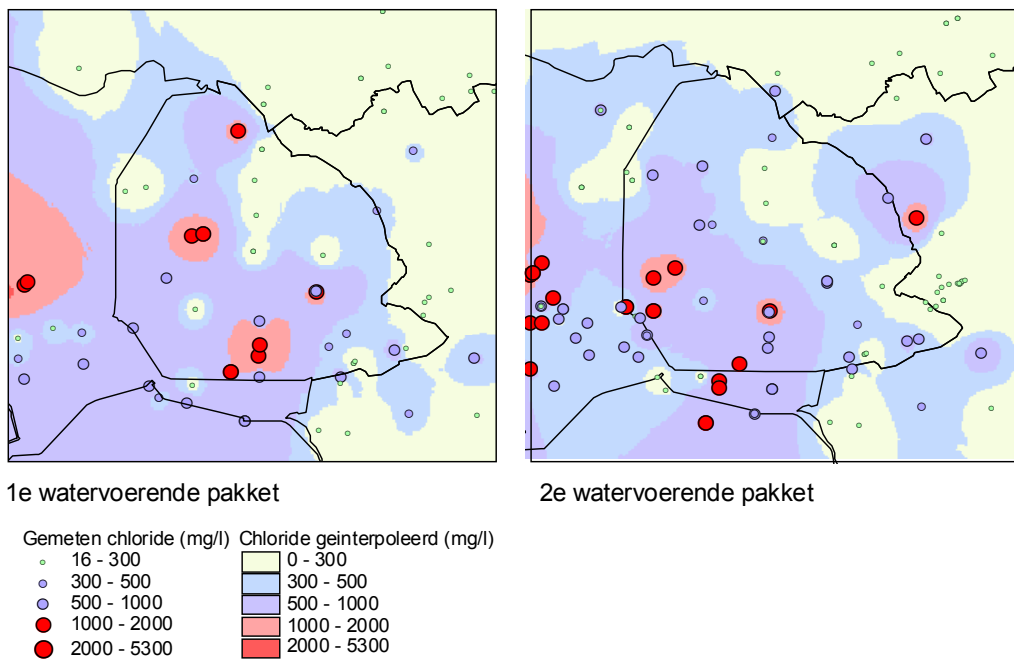 1e watervoerende pakket
2e watervoerende pakket
Gemeten chloride (mg/l)
16 - 300
300 - 500
500 - 1000
1000 - 2000
2000 - 5300
Chloride geinterpoleerd (mg/l)
0 - 300
300 - 500
500 - 1000
1000 - 2000
2000 - 5300